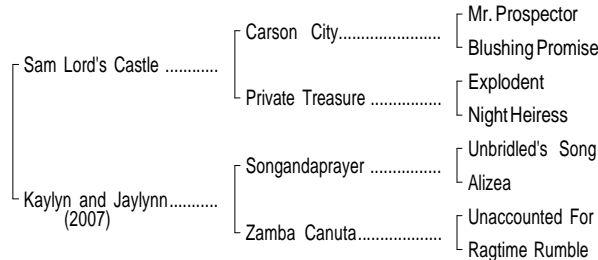 Mr. Prospector
Carson City.......................
Blushing Promise
Sam Lord's Castle ............
Explodent
Private Treasure ................
Night Heiress
Unbridled's Song
Songandaprayer ................
Alizea
Kaylyn and Jaylynn...........
(2007)
Unaccounted For
Zamba Canuta...................
Ragtime Rumble